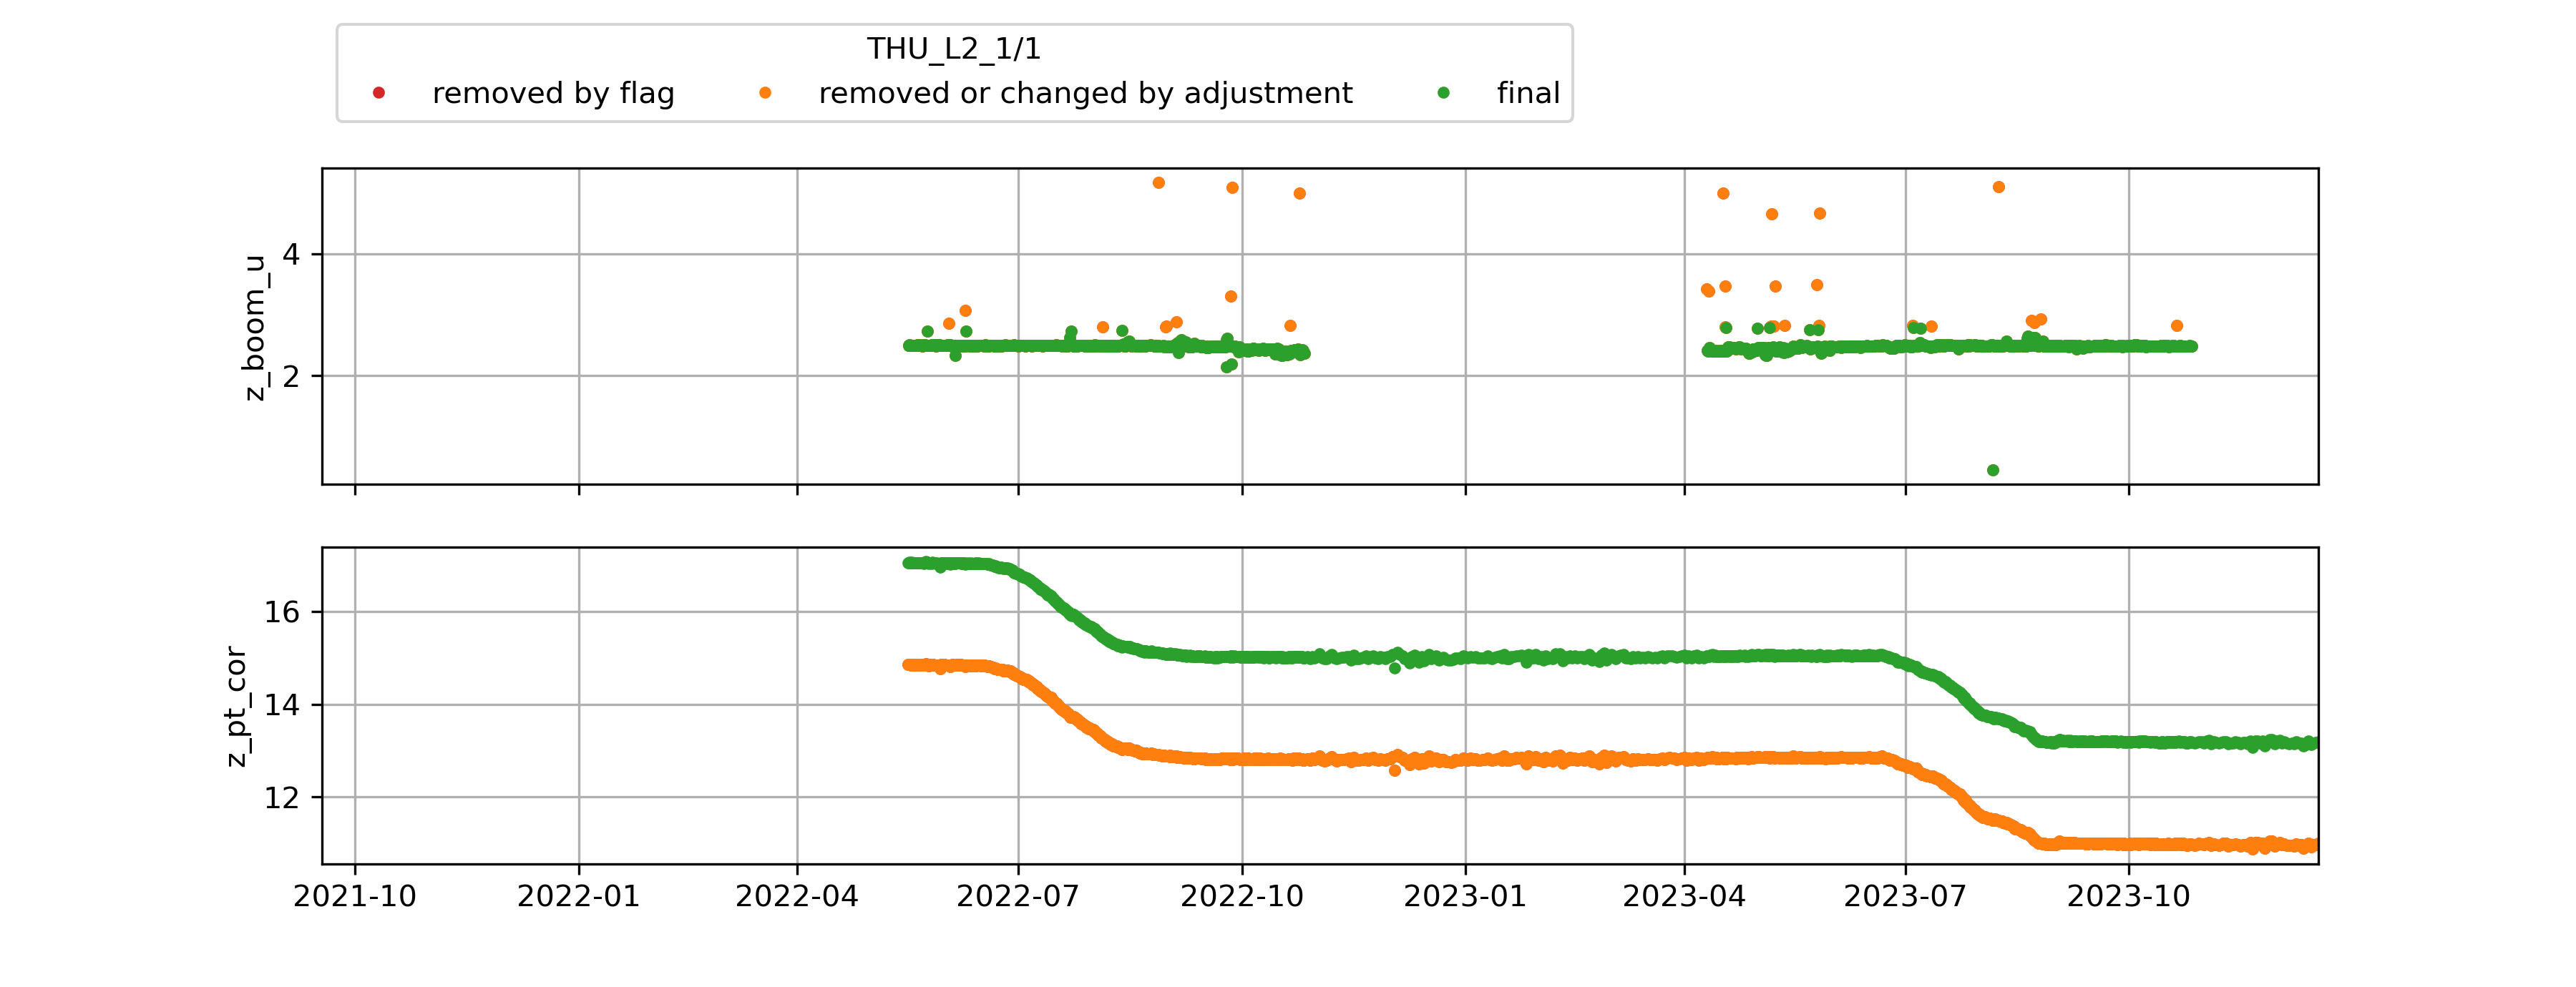 THU_L2_1/1
removed by flag removed or changed by adjustment final
z_boom_u
4
2
z_pt_cor
16
14
12
2021-10 2022-01 2022-04 2022-07 2022-10 2023-01 2023-04 2023-07 2023-10